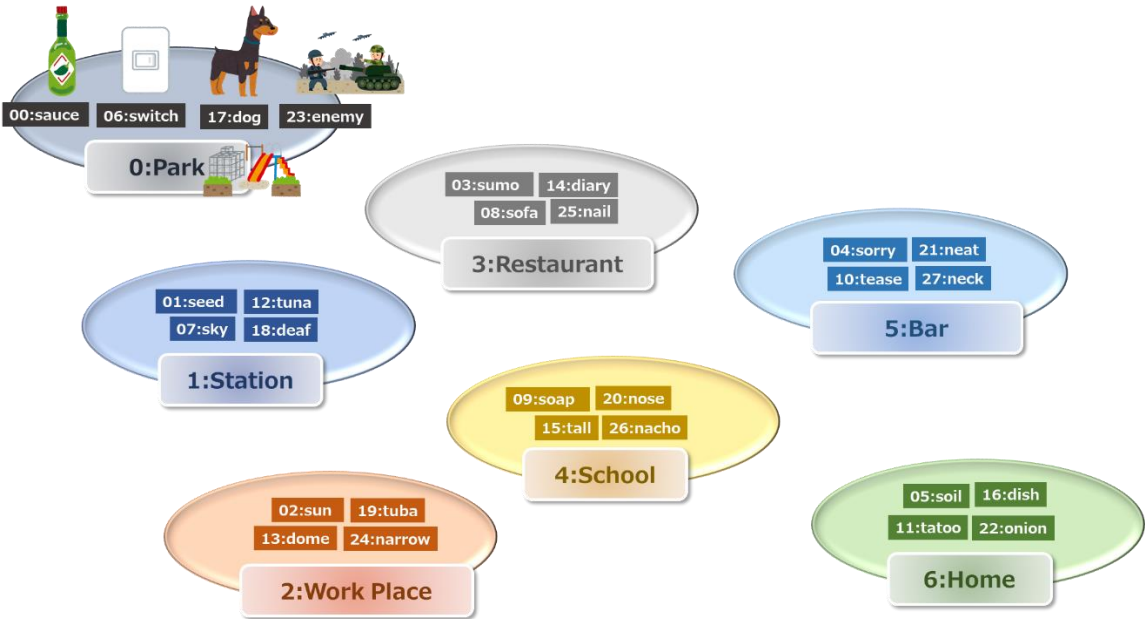 00:sauce
06:switch
17:dog
23:enemy
0:Park
03:sumo
14:diary
08:sofa
25:nail
3:Restaurant
04:sorry
21:neat
10:tease
27:neck
5:Bar
01:seed
12:tuna
07:sky
18:deaf
1:Station
09:soap
20:nose
15:tall
26:nacho
4:School
02:sun
19:tuba
13:dome
24:narrow
2:Work Place
05:soil
16:dish
11:tatoo
22:onion
6:Home